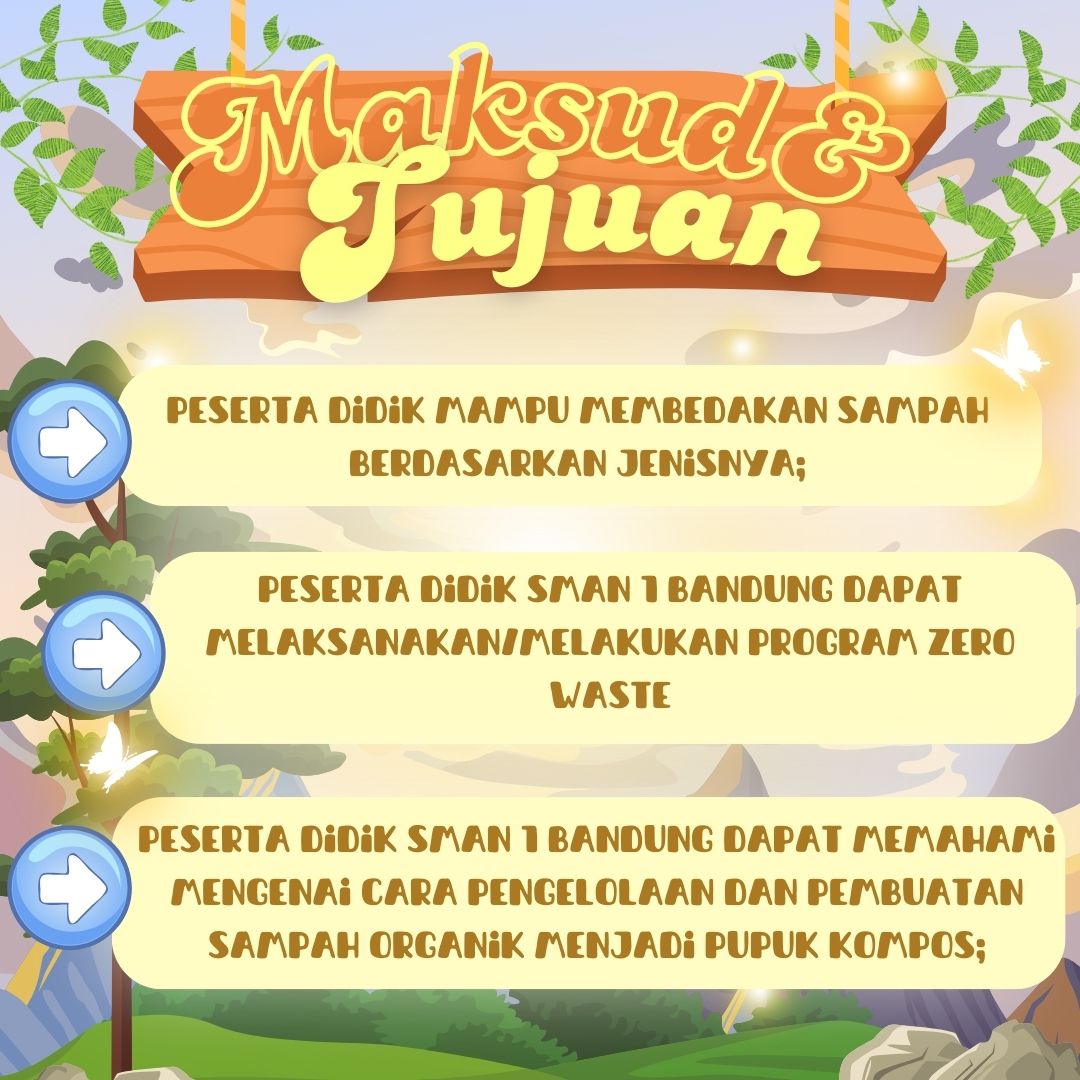 Maksud &
Tujuan
PESERTA DiDiK MAMPU MEMBEDAKAN SAMPAH
BERDASARKAN JENiSNYA;
PESERTA DiDiK SMAN 1 BANDUNG DAPAT
MELAKSANAKAN/MELAKUKAN PROGRAM ZERO
WASTE
PESERTA DiDiK SMAN 1 BANDUNG DAPAT MEMAHAMi
MENGENAi CARA PENGELOLAAN DAN PEMBUATAN
SAMPAH ORGANiK MENJADi PUPUK KOMPOS;